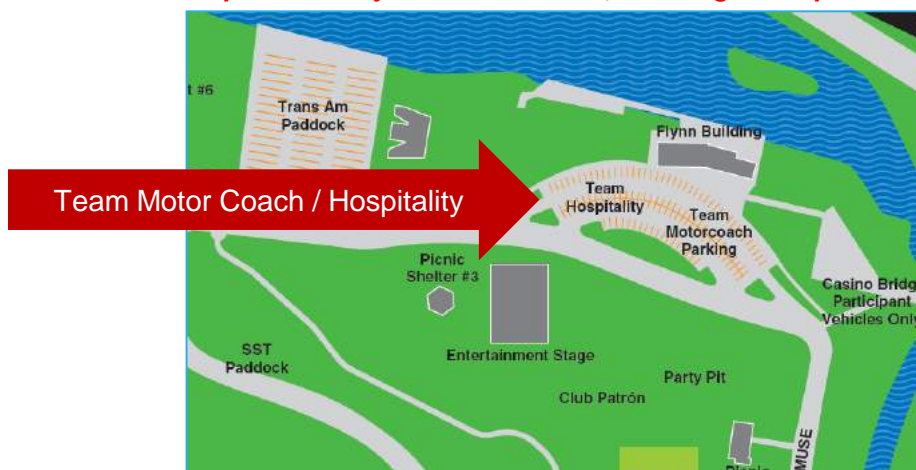 t #6
Trans Am
Paddock
Flynn Building
Team Motor Coach / Hospitality
Team
Hospitality
Team
Motorcoach
Parking
Picnic
Shelter #3
Casino Bridg
Participant
Vehicles Only
SST
Paddock
Entertainment Stage
Party Pit
Club Patrón
MUSE